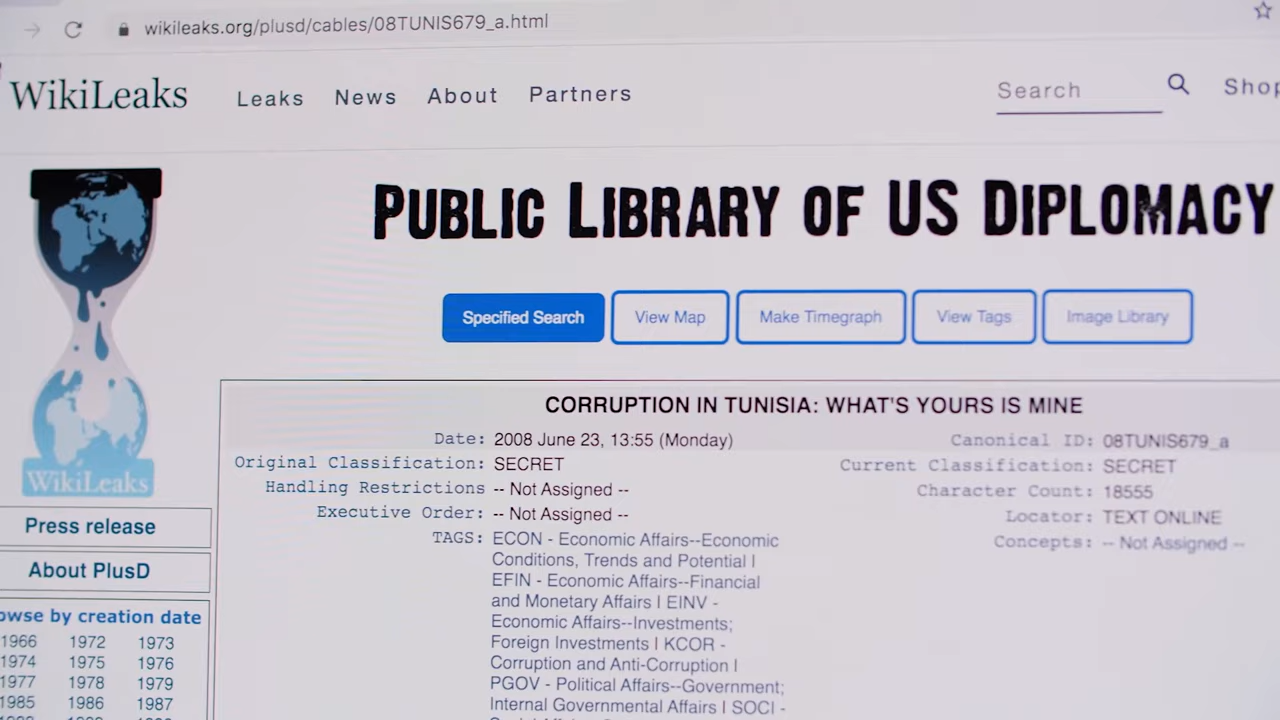 wikileaks.org/plusd/cables/08TUNIS679_a.html
WikiLeaks Leaks News About Partners Search Shop
PUBLIC LIBRARY OF US DIPLOMACY
Specified Search View Map Make Timegraph View Tags Image Library
WikiLeaks
Press release
About PlusD
owse by creation date
1966 1972 1973
1974 1975 1976
1977 1978 1979
1985 1986 1987
CORRUPTION IN TUNISIA: WHAT'S YOURS IS MINE
Date: 2008 June 23, 13:55 (Monday)
Original Classification: SECRET
Handling Restrictions -- Not Assigned --
Executive Order: -- Not Assigned --
TAGS: ECON - Economic Affairs--Economic
Conditions, Trends and Potential |
EFIN - Economic Affairs--Financial
and Monetary Affairs | EINV -
Economic Affairs--Investments;
Foreign Investments | KCOR -
Corruption and Anti-Corruption |
PGOV - Political Affairs--Government;
Internal Governmental Affairs | SOCI -
Canonical ID: 08TUNIS679_a
Current Classification: SECRET
Character Count: 18555
Locator: TEXT ONLINE
Concepts: -- Not Assigned --